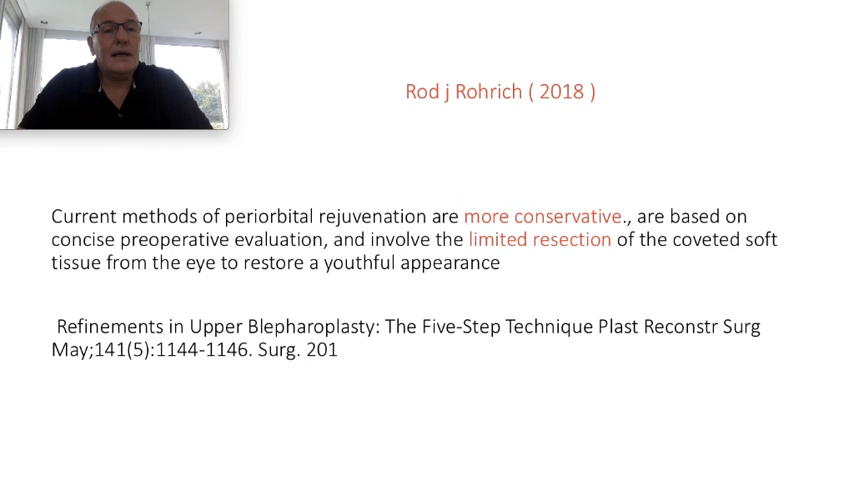 Rod j Rohrich ( 2018 )
Current methods of periorbital rejuvenation are more conservative., are based on
concise preoperative evaluation, and involve the limited resection of the coveted soft
tissue from the eye to restore a youthful appearance
Refinements in Upper Blepharoplasty: The Five-Step Technique Plast Reconstr Surg
May;141(5):1144-1146. Surg. 201